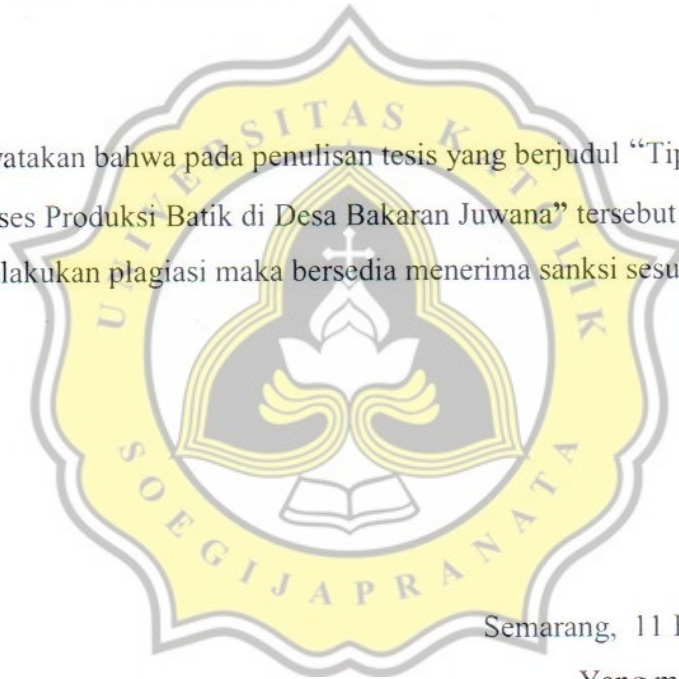 UNIVERSITAS KATOLIK
yatakan bahwa pada penulisan tesis yang berjudul “Tip
ses Produksi Batik di Desa Bakaran Juwana” tersebut
lakukan plagiasi maka bersedia menerima sanksi sesu
SOEGIJAPRANATA
Semarang, 11